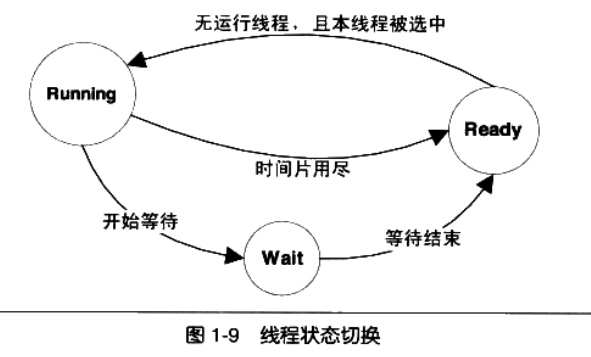 无运行线程，且本线程被选中
Running
Ready
时间片用尽
开始等待
等待结束
Wait
图 1-9 线程状态切换